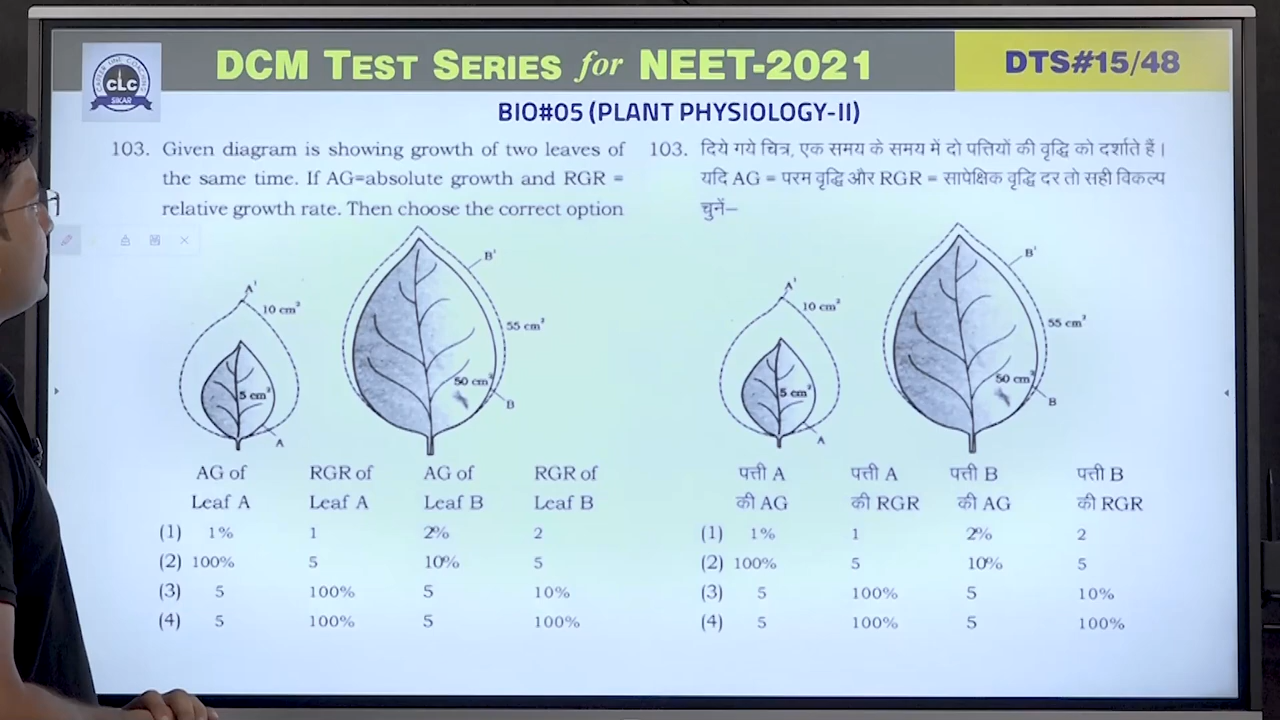 DCM TEST SERIES for NEET-2021
DTS#15/48
CAREER LINE COACHING
CLC
SIKAR
BIO#05 (PLANT PHYSIOLOGY-II)
103. Given diagram is showing growth of two leaves of
the same time. If AG=absolute growth and RGR =
relative growth rate. Then choose the correct option
A'
10 cm²
5 cm²
A
B'
55 cm²
50 cm²
B
AG of RGR of AG of RGR of
Leaf A Leaf A Leaf B Leaf B
(1) 1% 1 2% 2
(2) 100% 5 10% 5
(3) 5 100% 5 10%
(4) 5 100% 5 100%
103. दिये गये चित्र, एक समय के समय में दो पत्तियों की वृद्धि को दर्शाते हैं।
यदि AG = परम वृद्धि और RGR = सापेक्षिक वृद्धि दर तो सही विकल्प
चुनें–
A'
10 cm²
5 cm²
A
B'
55 cm²
50 cm²
B
पत्ती A पत्ती A पत्ती B पत्ती B
की AG की RGR की AG की RGR
(1) 1% 1 2% 2
(2) 100% 5 10% 5
(3) 5 100% 5 10%
(4) 5 100% 5 100%